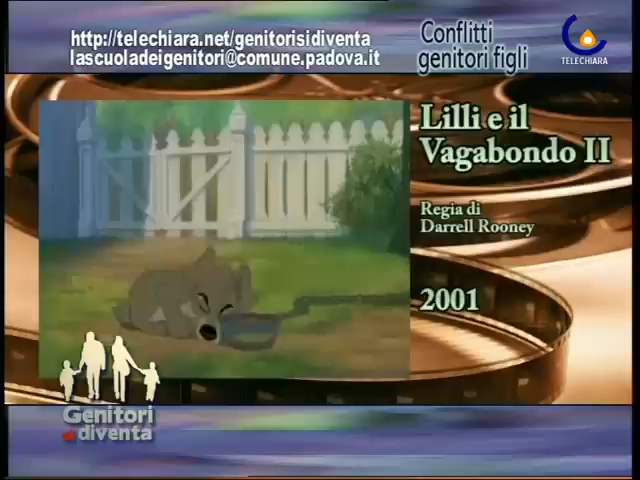 http://telechiara.net/genitorisidiventa
lascuoladeigenitori@comune.padova.it
Conflitti
genitori figli
TELECHIARA
Lilli e il
Vagabondo II
Regia di
Darrell Rooney
2001
Genitori
si diventa